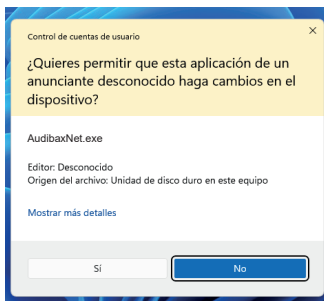 Control de cuentas de usuario
¿Quieres permitir que esta aplicación de un
anunciante desconocido haga cambios en el
dispositivo?
AudibaxNet.exe
Editor: Desconocido
Origen del archivo: Unidad de disco duro en este equipo
Mostrar más detalles
Sí
No